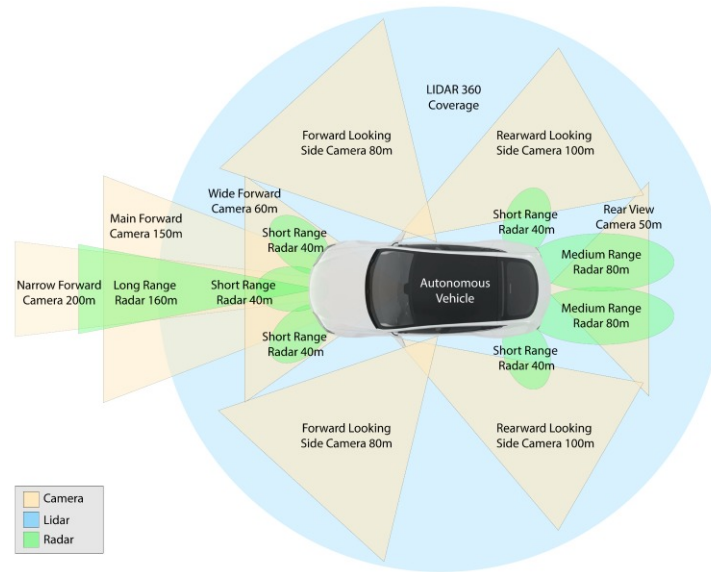 LIDAR 360
Coverage
Forward Looking
Side Camera 80m
Rearward Looking
Side Camera 100m
Wide Forward
Camera 60m
Main Forward
Camera 150m
Short Range
Radar 40m
Short Range
Radar 40m
Rear View
Camera 50m
Medium Range
Radar 80m
Narrow Forward
Camera 200m
Long Range
Radar 160m
Short Range
Radar 40m
Autonomous
Vehicle
Medium Range
Radar 80m
Short Range
Radar 40m
Short Range
Radar 40m
Forward Looking
Side Camera 80m
Rearward Looking
Side Camera 100m
Camera
Lidar
Radar